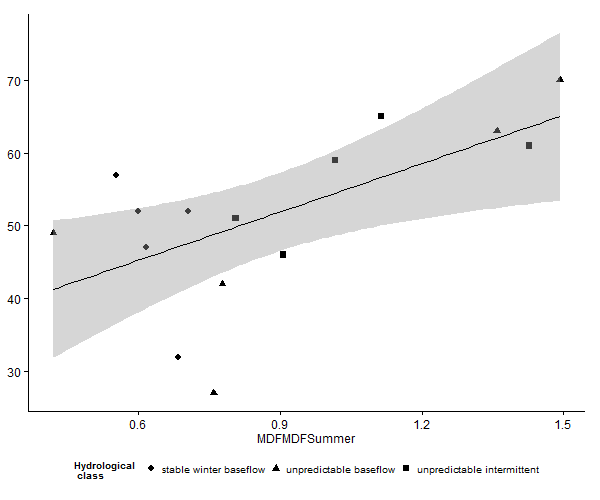 70
60
50
40
30
0.6 0.9 1.2 1.5
MDFMDFSummer
Hydrological
class
stable winter baseflow unpredictable baseflow unpredictable intermittent